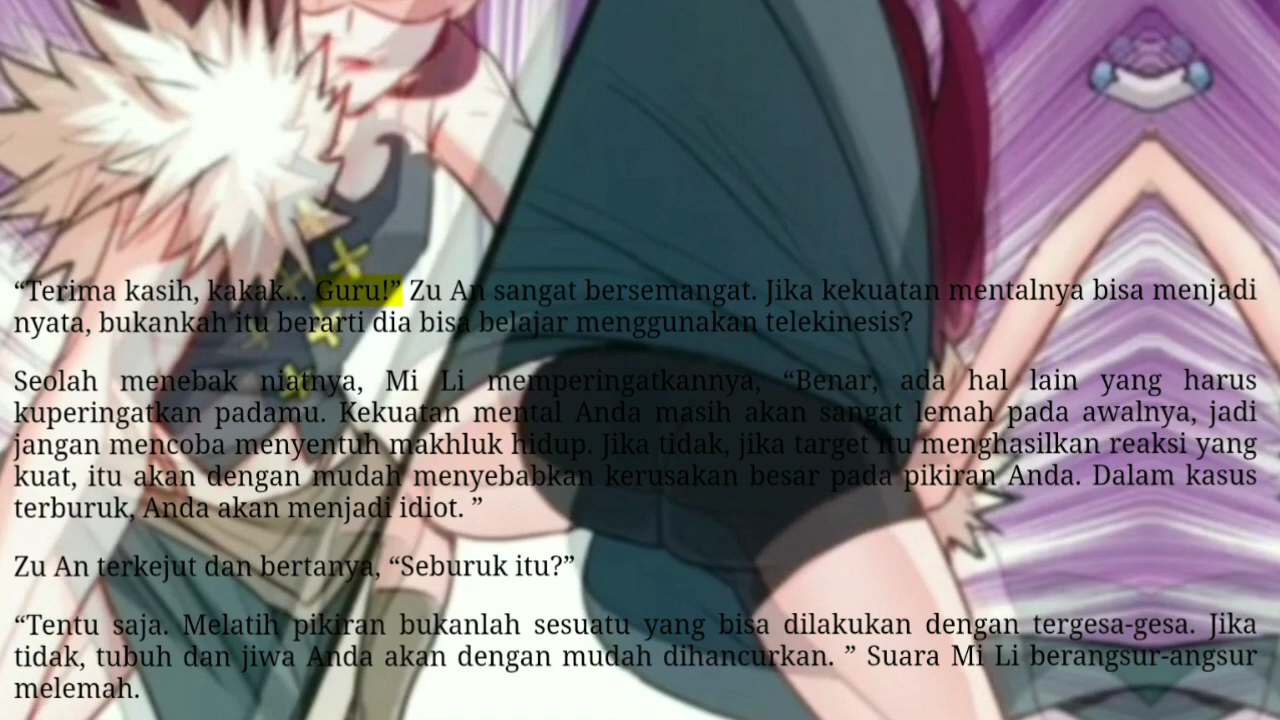 “Terima kasih, kakak... Guru!” Zu An sangat bersemangat. Jika kekuatan mentalnya bisa menjadi
nyata, bukankah itu berarti dia bisa belajar menggunakan telekinesis?
Seolah menebak niatnya, Mi Li memperingatkannya, “Benar, ada hal lain yang harus
kuperingatkan padamu. Kekuatan mental Anda masih akan sangat lemah pada awalnya, jadi
jangan mencoba menyentuh makhluk hidup. Jika tidak, jika target itu menghasilkan reaksi yang
kuat, itu akan dengan mudah menyebabkan kerusakan besar pada pikiran Anda. Dalam kasus
terburuk, Anda akan menjadi idiot. ”
Zu An terkejut dan bertanya, “Seburuk itu?”
“Tentu saja. Melatih pikiran bukanlah sesuatu yang bisa dilakukan dengan tergesa-gesa. Jika
tidak, tubuh dan jiwa Anda akan dengan mudah dihancurkan. ” Suara Mi Li berangsur-angsur
melemah.